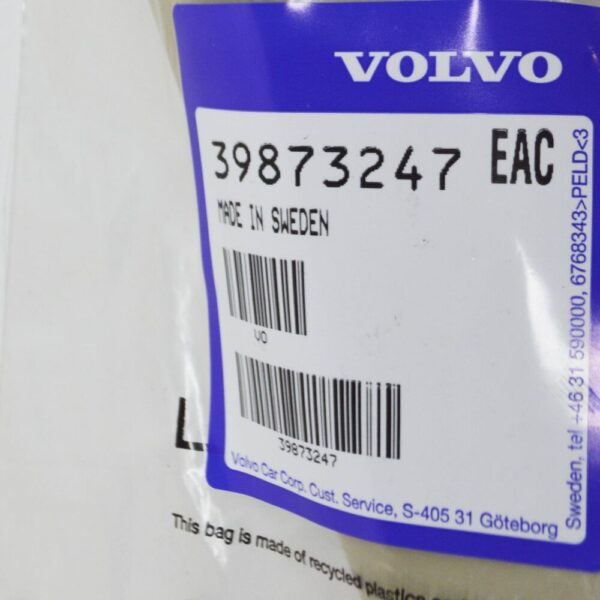 VOLVO
39873247 EAC
MADE IN SWEDEN
VO
39873247
Volvo Car Corp. Cust. Service, S-405 31 Göteborg
Sweden, tel +46 31 590000, 6768343>PELD<3
This bag is made of recycled plastics